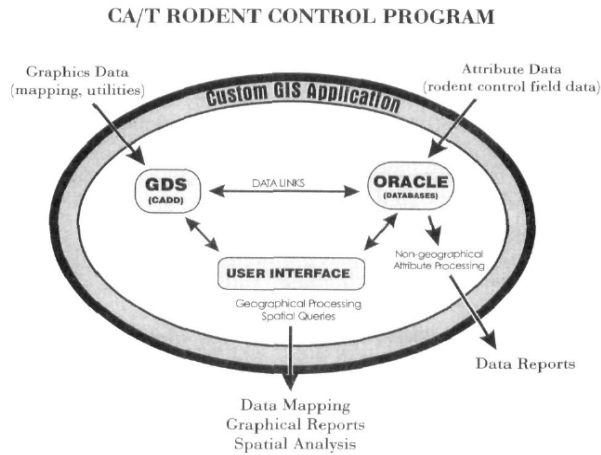 CA/T RODENT CONTROL PROGRAM
Graphics Data
(mapping, utilities)
Attribute Data
(rodent control field data)
Custom GIS Application
GDS
(CADD)
DATA LINKS
ORACLE
(DATABASES)
USER INTERFACE
Non-geographical
Attribute Processing
Geographical Processing
Spatial Queries
Data Reports
Data Mapping
Graphical Reports
Spatial Analysis